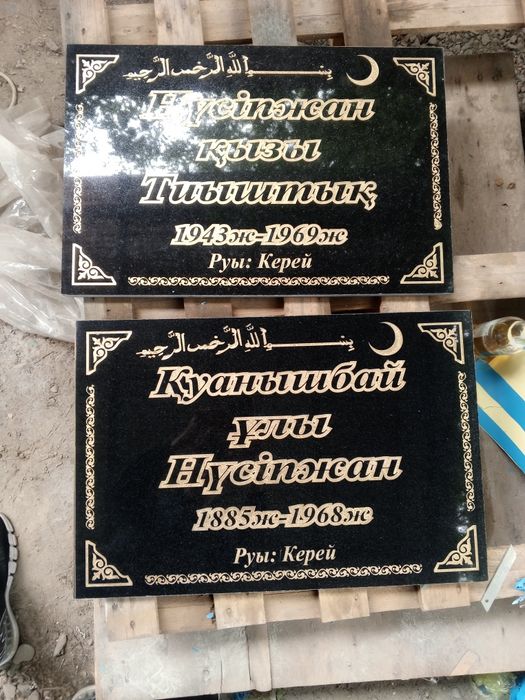 بسم الله الرحمن الرحيم
Нүсіпжан
қызы
Тиыштық
1943ж-1969ж
Руы: Керей
بسم الله الرحمن الرحيم
Қуанышбай
ұлы
Нүсіпжан
1885ж-1968ж
Руы: Керей